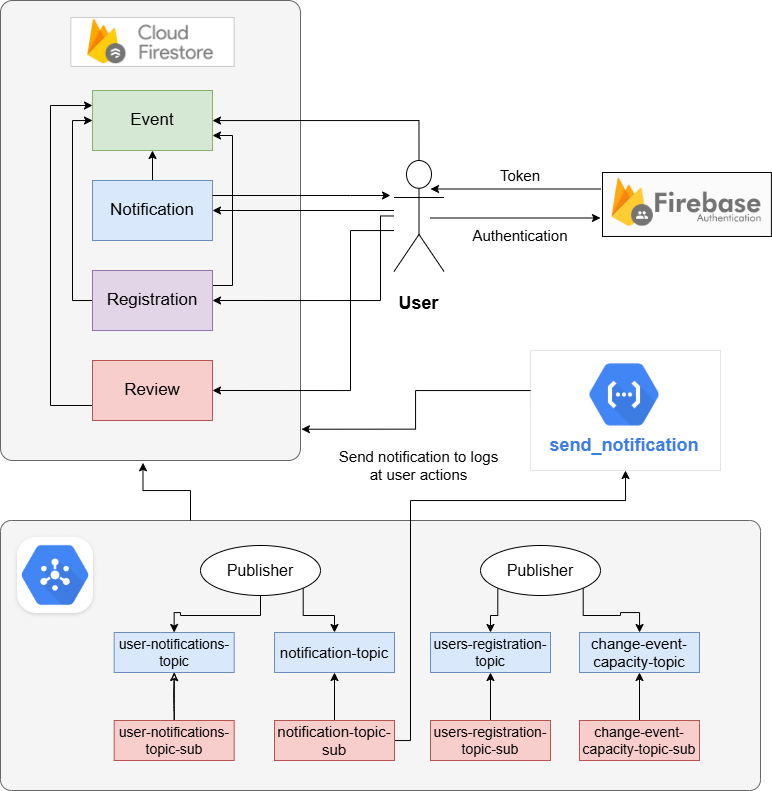 Cloud
Firestore
Event
Notification
Registration
Review
User
Token
Authentication
Firebase
Authentication
send_notification
Send notification to logs
at user actions
Publisher
Publisher
user-notifications-
topic
notification-topic
users-registration-
topic
change-event-
capacity-topic
user-notifications-
topic-sub
notification-topic-
sub
users-registration-
topic-sub
change-event-
capacity-topic-sub